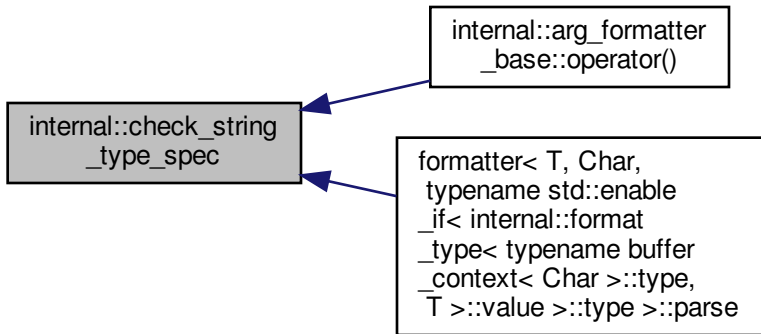 internal::check_string
_type_spec
internal::arg_formatter
_base::operator()
formatter< T, Char,
typename std::enable
_if< internal::format
_type< typename buffer
_context< Char >::type,
T >::value >::type >::parse